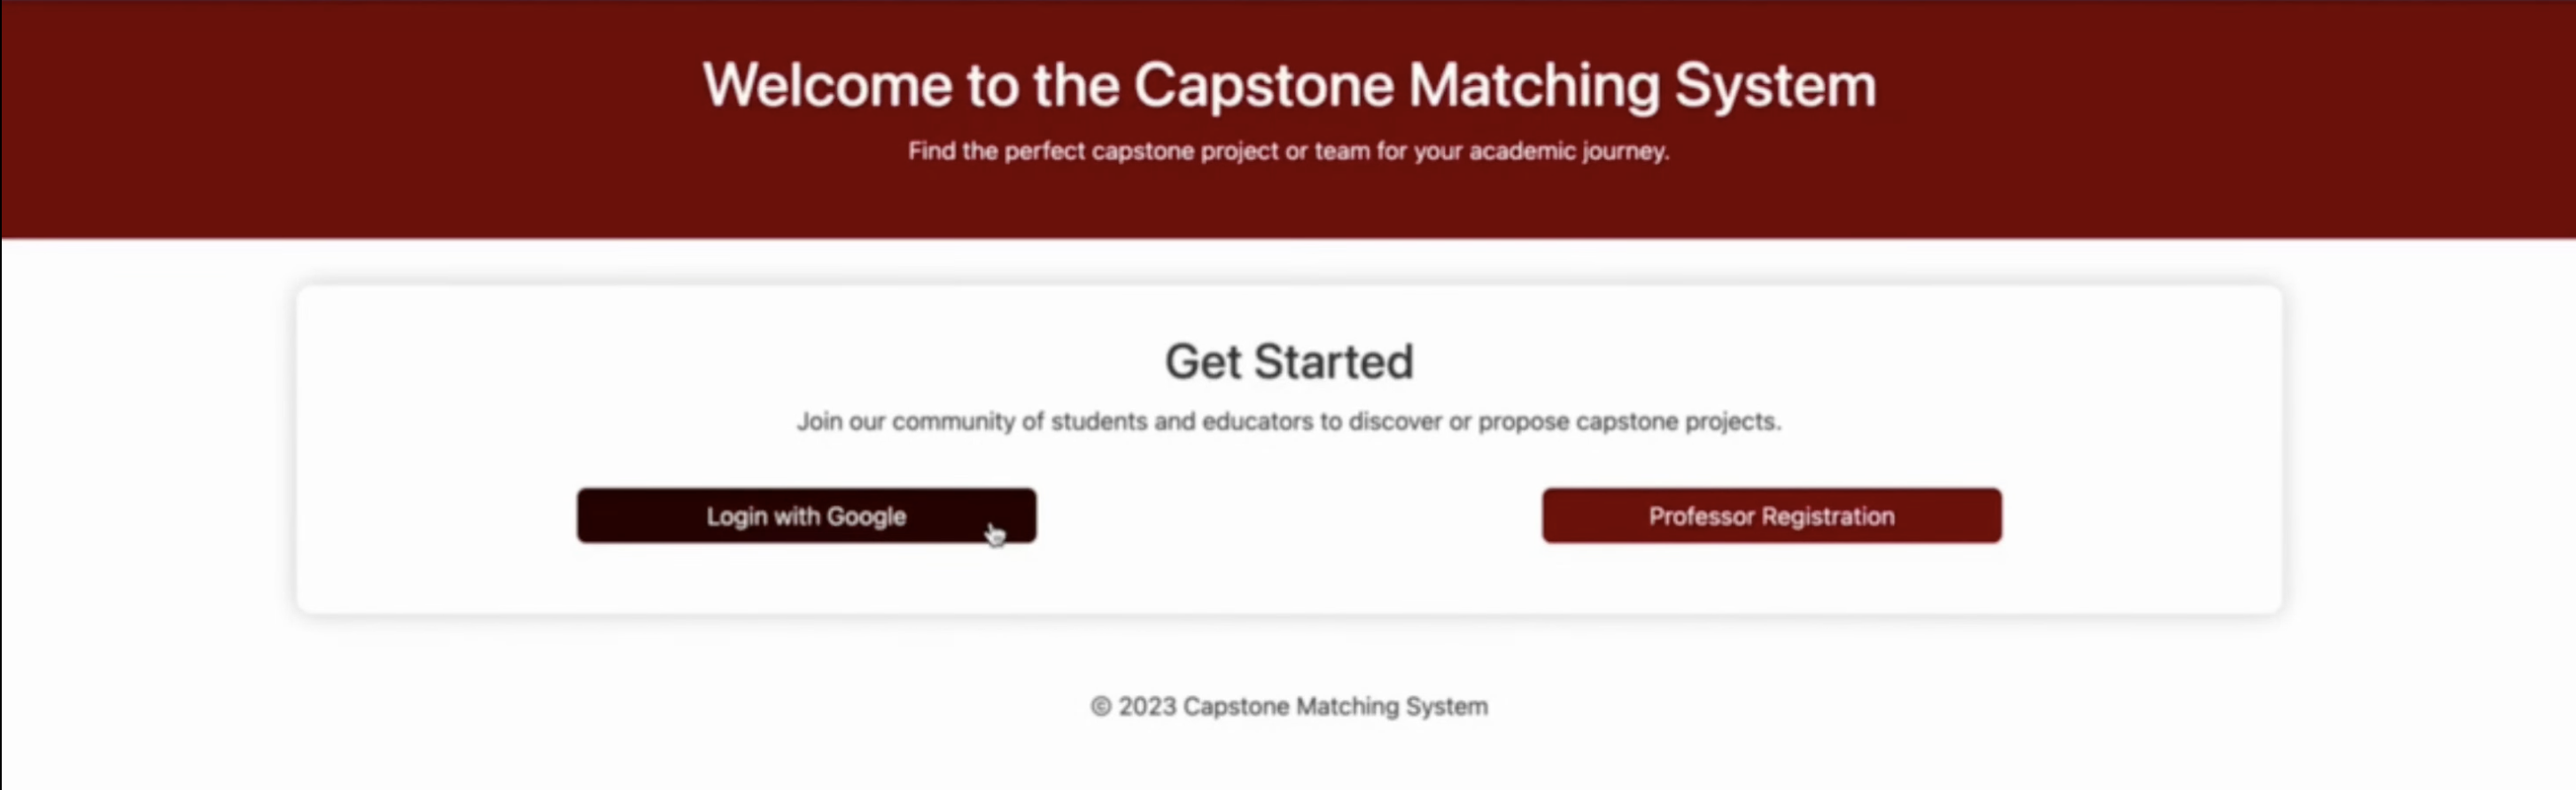 Welcome to the Capstone Matching System
Find the perfect capstone project or team for your academic journey.
Get Started
Join our community of students and educators to discover or propose capstone projects.
Login with Google
Professor Registration
© 2023 Capstone Matching System